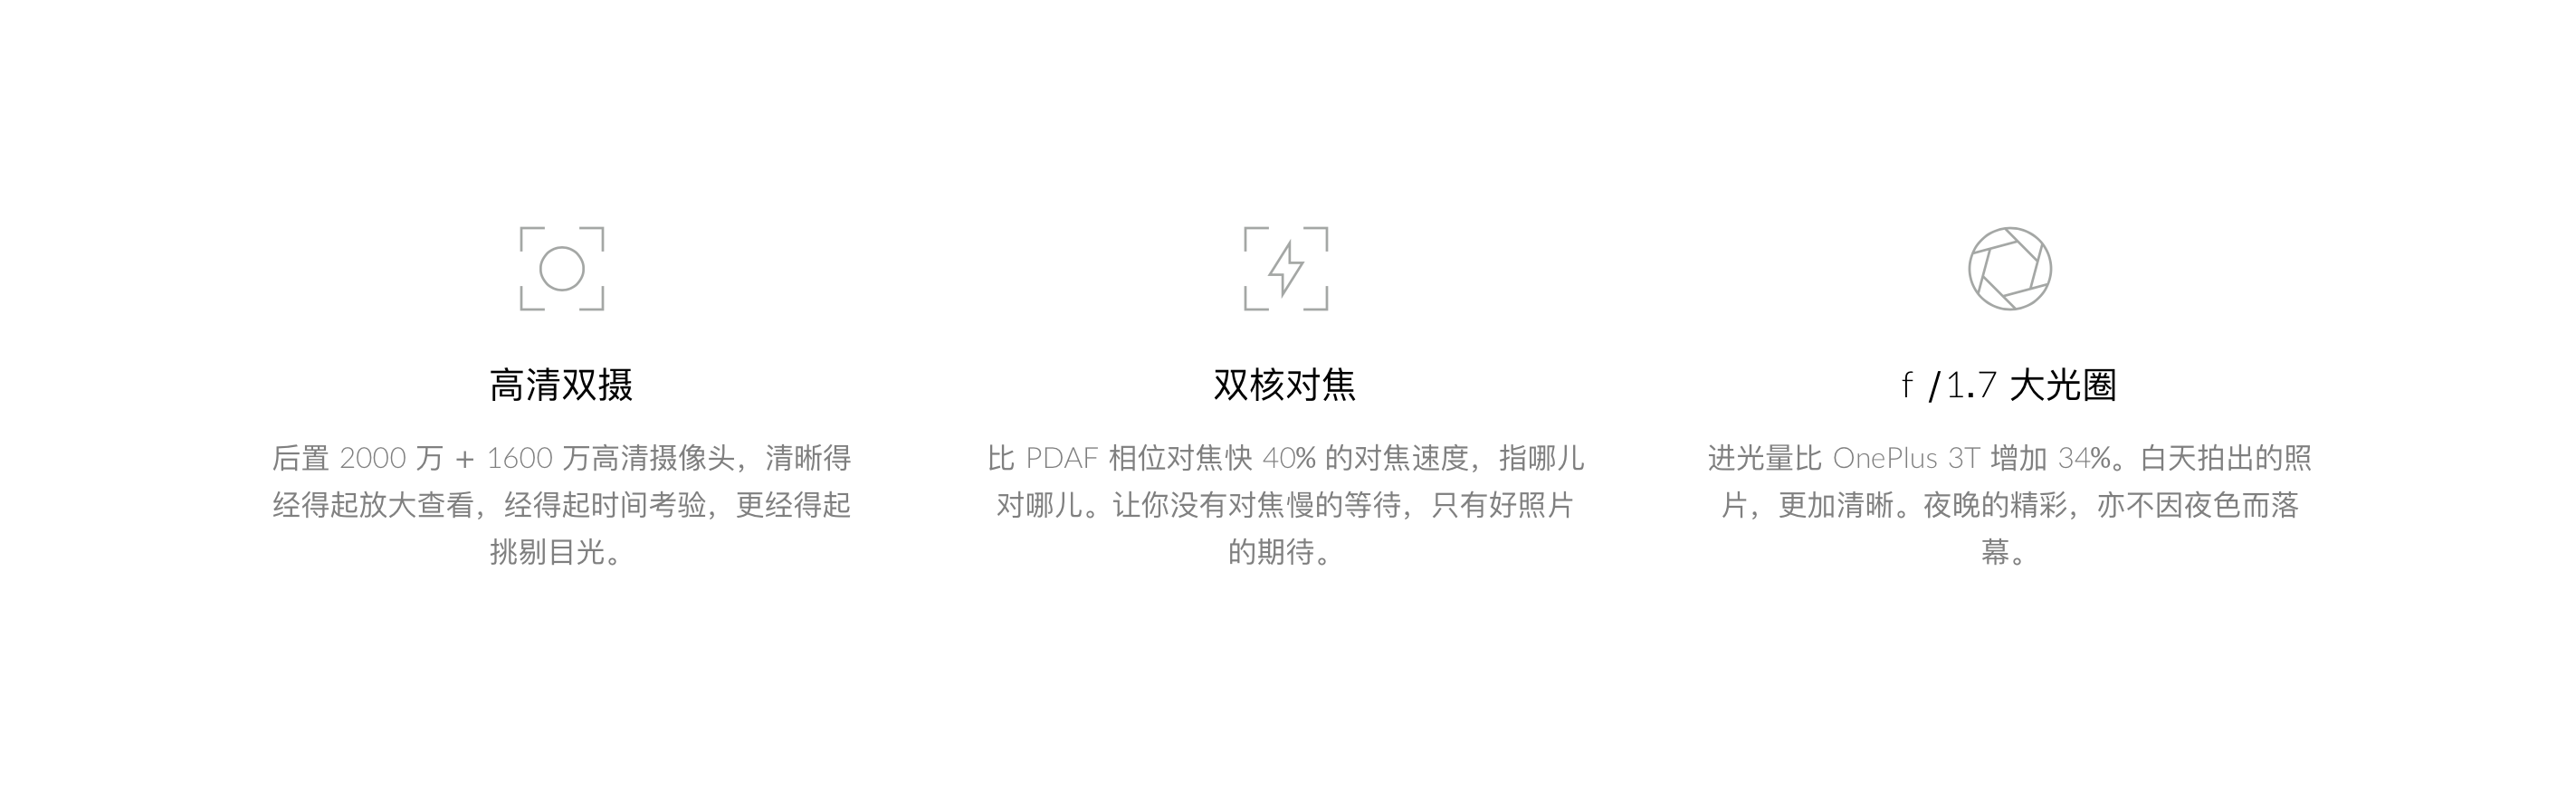 高清双摄
后置 2000 万 + 1600 万高清摄像头，清晰得
经得起放大查看，经得起时间考验，更经得起
挑剔目光。
双核对焦
比 PDAF 相位对焦快 40% 的对焦速度，指哪儿
对哪儿。让你没有对焦慢的等待，只有好照片
的期待。
f /1.7 大光圈
进光量比 OnePlus 3T 增加 34%。白天拍出的照
片，更加清晰。夜晚的精彩，亦不因夜色而落
幕。